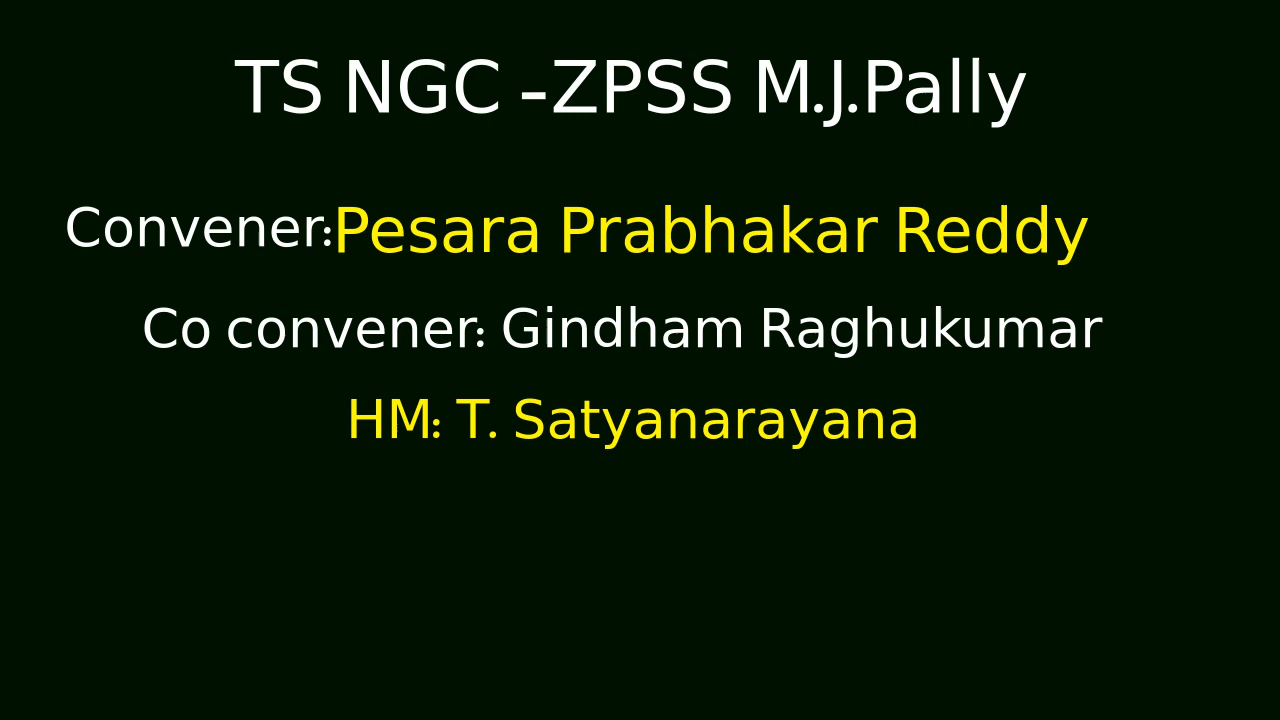 TS NGC -ZPSS M.J.Pally
Convener:Pesara Prabhakar Reddy
Co convener: Gindham Raghukumar
HM: T. Satyanarayana